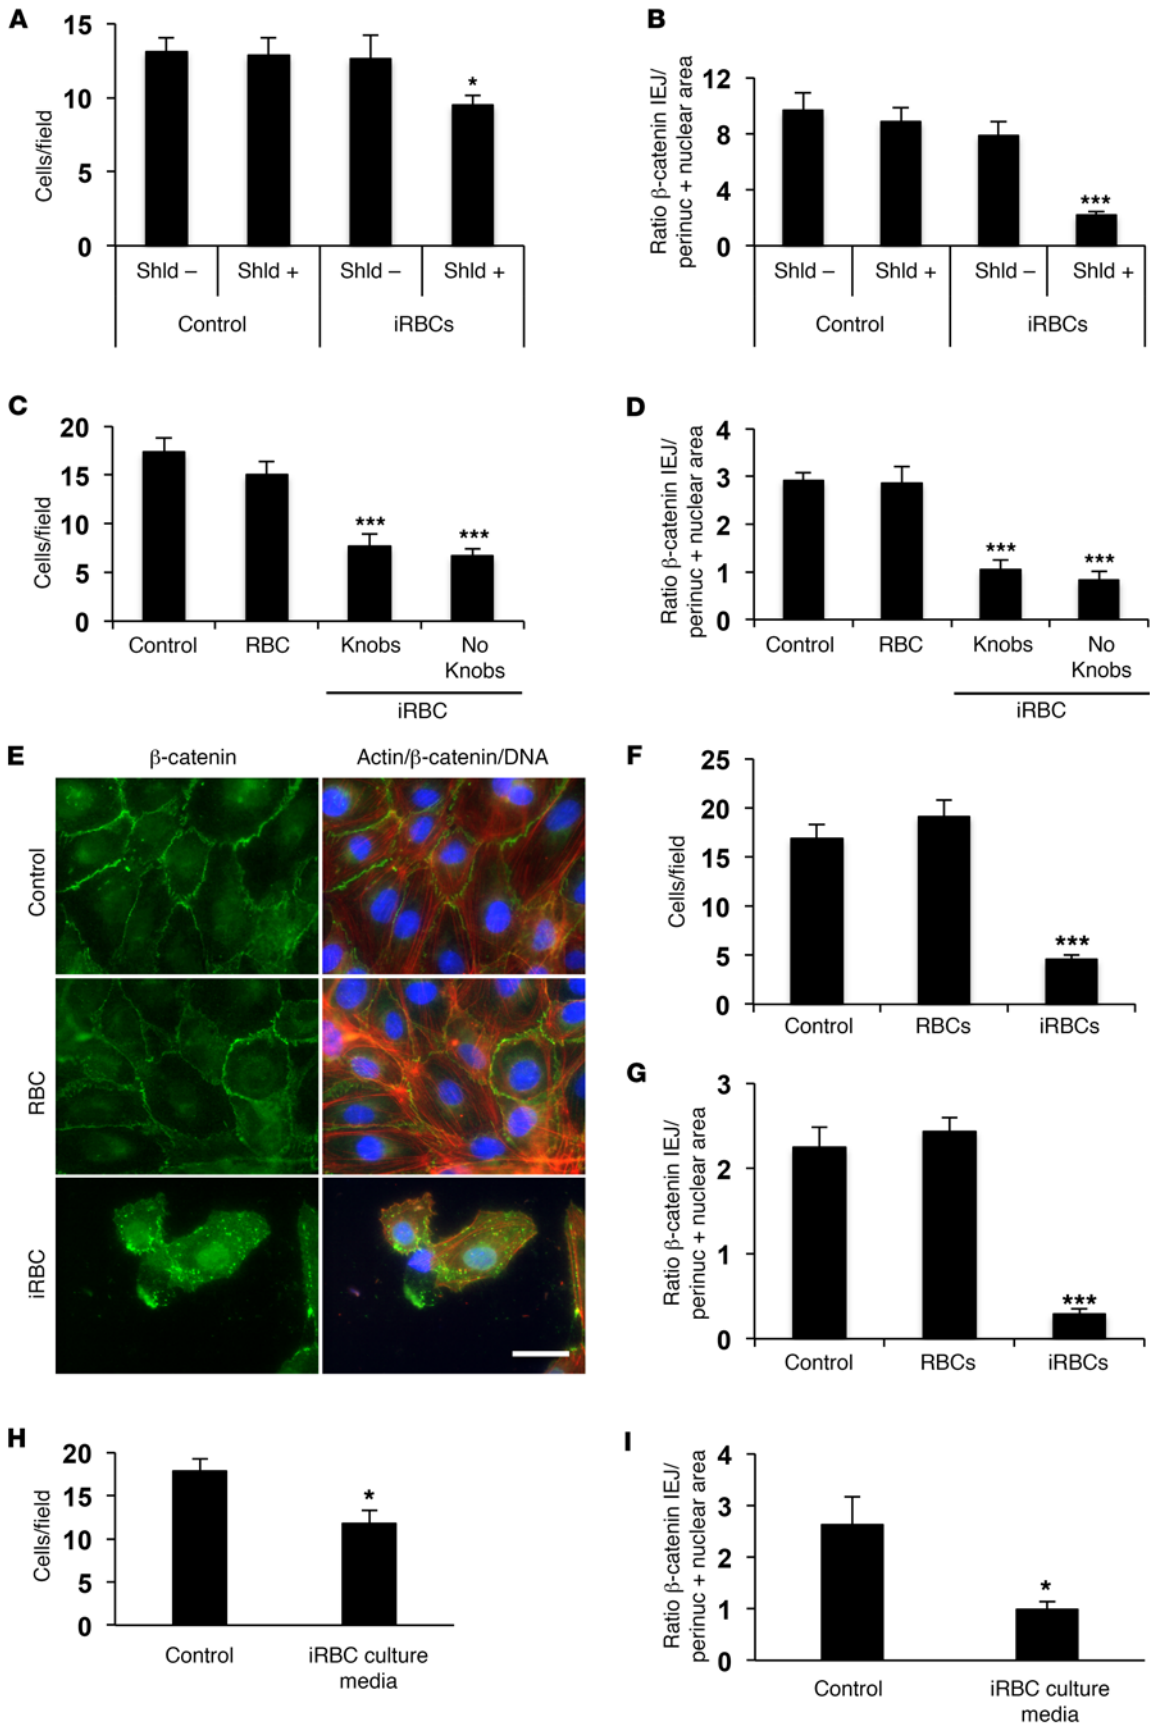 A
15
10
5
0
Cells/field
*
Shld –
Shld +
Shld –
Shld +
Control
iRBCs
B
12
8
4
0
Ratio β-catenin IEJ/
perinuc + nuclear area
***
Shld –
Shld +
Shld –
Shld +
Control
iRBCs
C
20
15
10
5
0
Cells/field
***
***
Control
RBC
Knobs
No
Knobs
iRBC
D
4
3
2
1
0
Ratio β-catenin IEJ/
perinuc + nuclear area
***
***
Control
RBC
Knobs
No
Knobs
iRBC
E
β-catenin
Actin/β-catenin/DNA
Control
RBC
iRBC
F
25
20
15
10
5
0
Cells/field
***
Control
RBCs
iRBCs
G
3
2
1
0
Ratio β-catenin IEJ/
perinuc + nuclear area
***
Control
RBCs
iRBCs
H
20
15
10
5
0
Cells/field
*
Control
iRBC culture
media
I
4
3
2
1
0
Ratio β-catenin IEJ/
perinuc + nuclear area
*
Control
iRBC culture
media